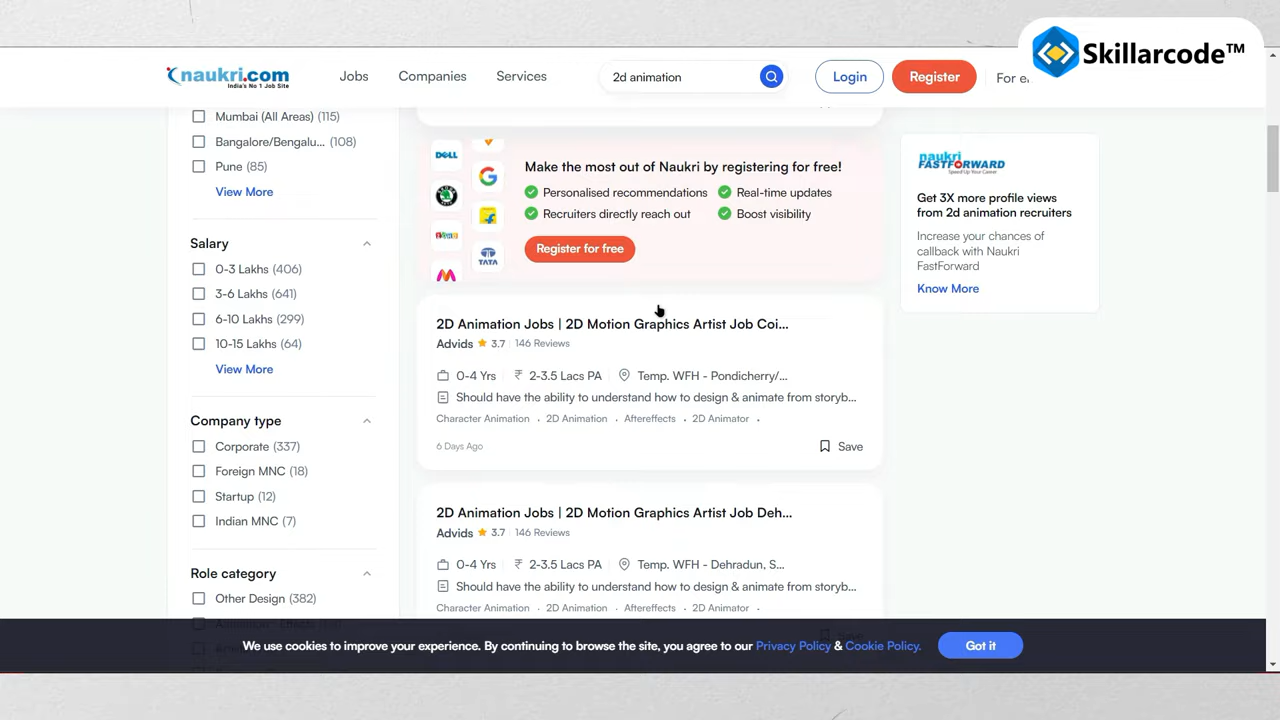 Skillarcode™
naukri.com
India's No 1 Job Site
Jobs Companies Services
2d animation
Login
Register
For e
Mumbai (All Areas) (115)
Bangalore/Bengalu... (108)
Pune (85)
View More
Salary
0-3 Lakhs (406)
3-6 Lakhs (641)
6-10 Lakhs (299)
10-15 Lakhs (64)
View More
Company type
Corporate (337)
Foreign MNC (18)
Startup (12)
Indian MNC (7)
Role category
Other Design (382)
DELL
TATA
Make the most out of Naukri by registering for free!
Personalised recommendations Real-time updates
Recruiters directly reach out Boost visibility
Register for free
2D Animation Jobs | 2D Motion Graphics Artist Job Coi...
Advids 3.7 146 Reviews
0-4 Yrs ₹ 2-3.5 Lacs PA Temp. WFH - Pondicherry/...
Should have the ability to understand how to design & animate from storyb...
Character Animation · 2D Animation · Aftereffects · 2D Animator ·
6 Days Ago Save
2D Animation Jobs | 2D Motion Graphics Artist Job Deh...
Advids 3.7 146 Reviews
0-4 Yrs ₹ 2-3.5 Lacs PA Temp. WFH - Dehradun, S...
Should have the ability to understand how to design & animate from storyb...
Character Animation · 2D Animation · Aftereffects · 2D Animator ·
naukri
FASTFORWARD
Speed Up Your Career
Get 3X more profile views
from 2d animation recruiters
Increase your chances of
callback with Naukri
FastForward
Know More
We use cookies to improve your experience. By continuing to browse the site, you agree to our Privacy Policy & Cookie Policy.
Got it